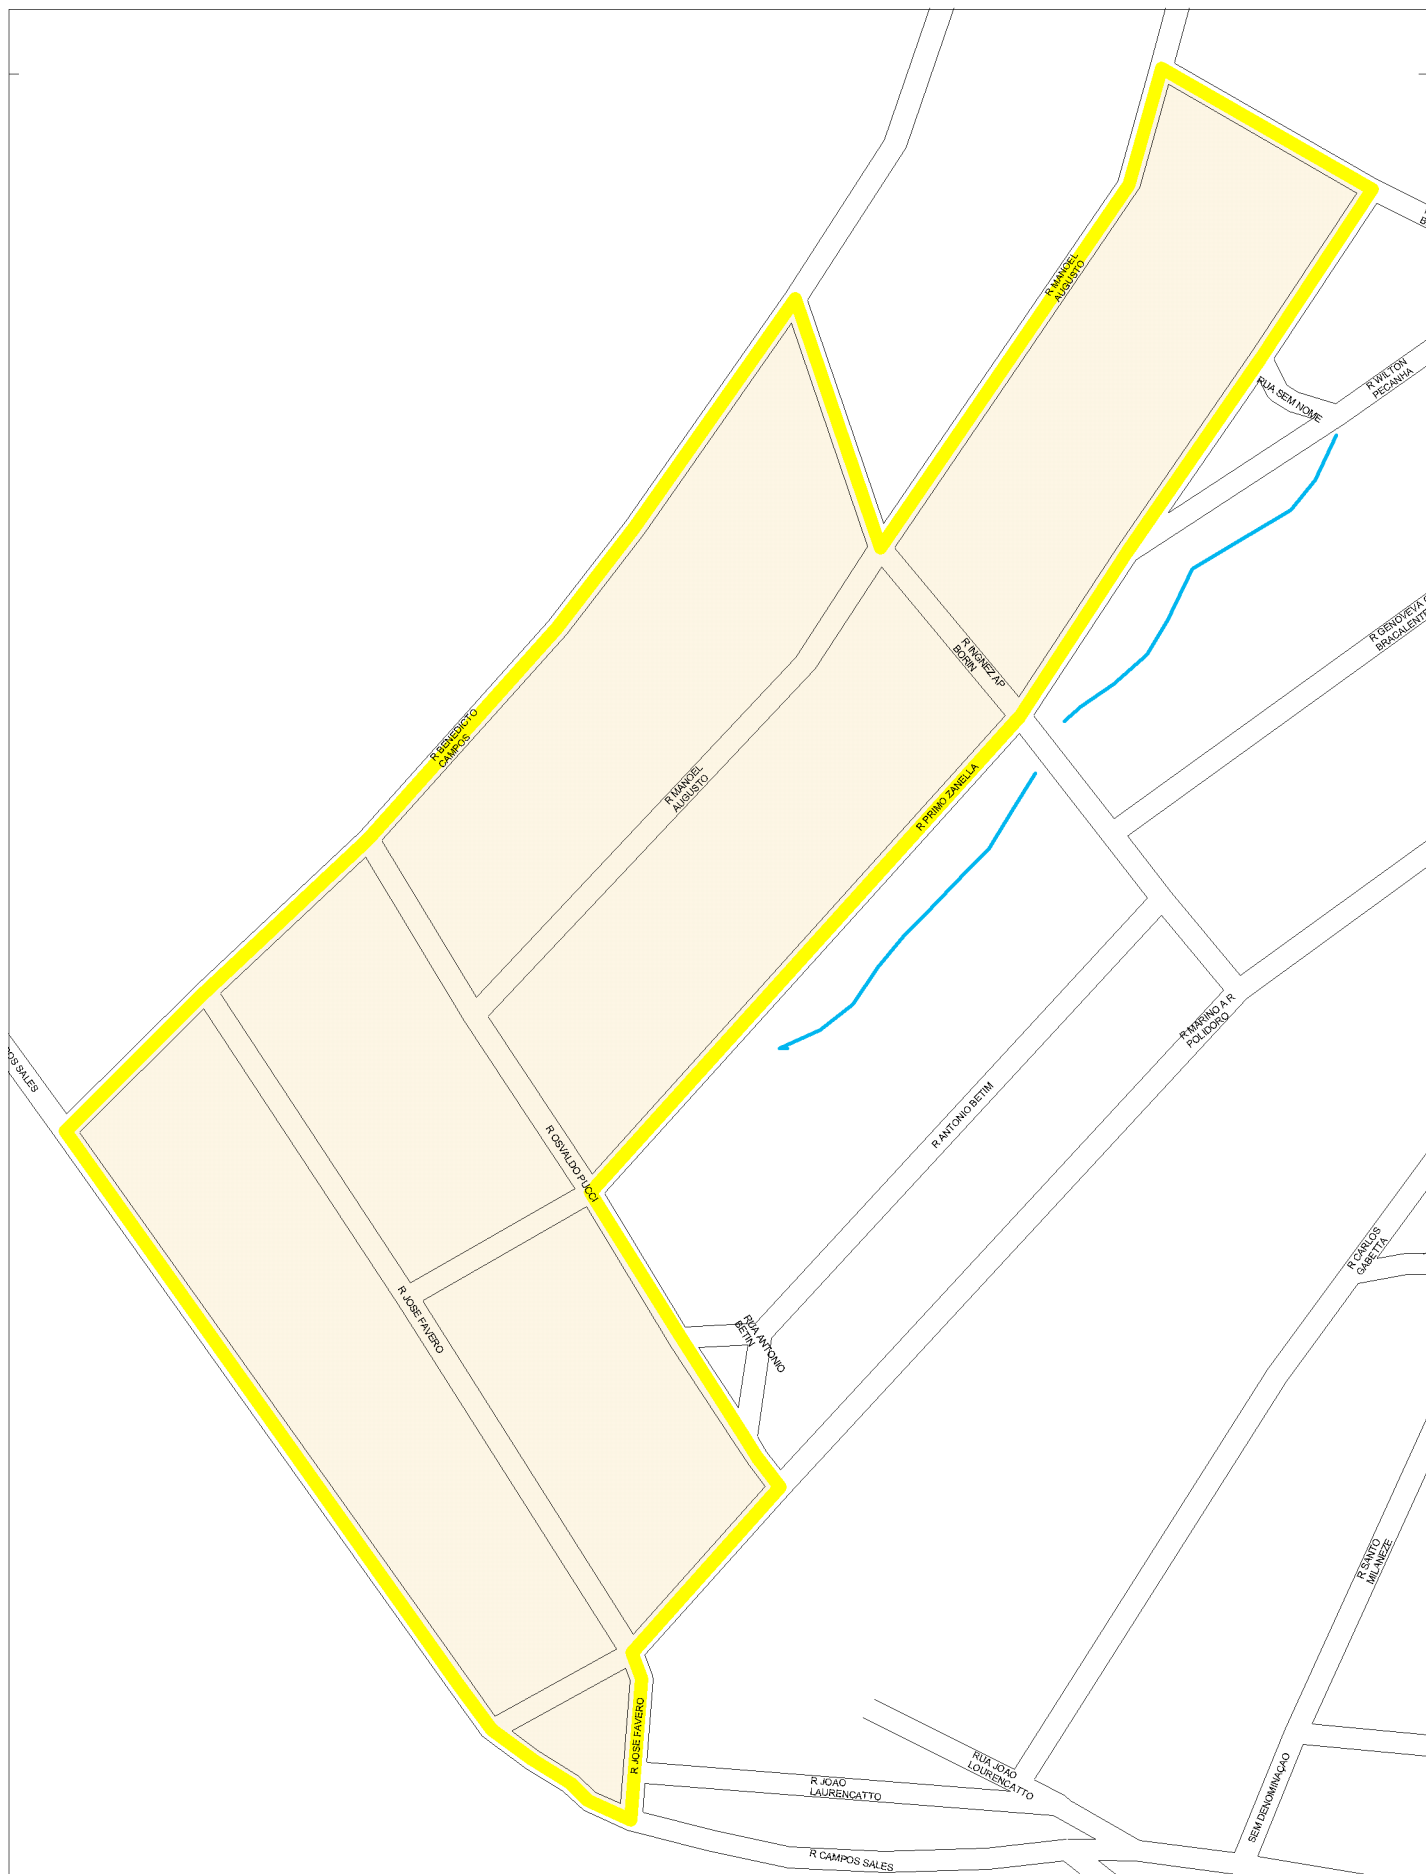 B
R MANOEL
AUGUSTO
R WILTON
PECANHA
RUA SEM NOME
R GENOVEVA
BRACALENTE
R INGNEZ AP
BORIN
R BENEDICTO
CAMPOS
R MANOEL
AUGUSTO
R PRIMO ZANELLA
R MARINO A R
POLIDORO
OS SALES
R ANTONIO BETIM
R OSVALDO PUCCI
R CARLOS
GABETTA
R JOSE FAVERO
RUA ANTONIO
BETIN
R SANTO
MILANEZE
R JOSE FAVERO
RUA JOAO
LOURENCATTO
R JOAO
LAURENCATTO
SEM DENOMINAÇAO
R CAMPOS SALES